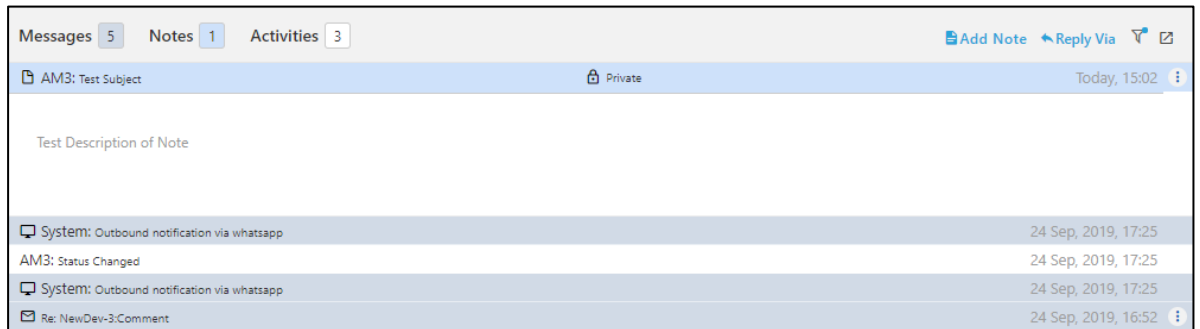 Messages 5 Notes 1 Activities 3 Add Note Reply Via
AM3: Test Subject Private Today, 15:02
Test Description of Note
System: Outbound notification via whatsapp 24 Sep, 2019, 17:25
AM3: Status Changed 24 Sep, 2019, 17:25
System: Outbound notification via whatsapp 24 Sep, 2019, 17:25
Re: NewDev-3:Comment 24 Sep, 2019, 16:52